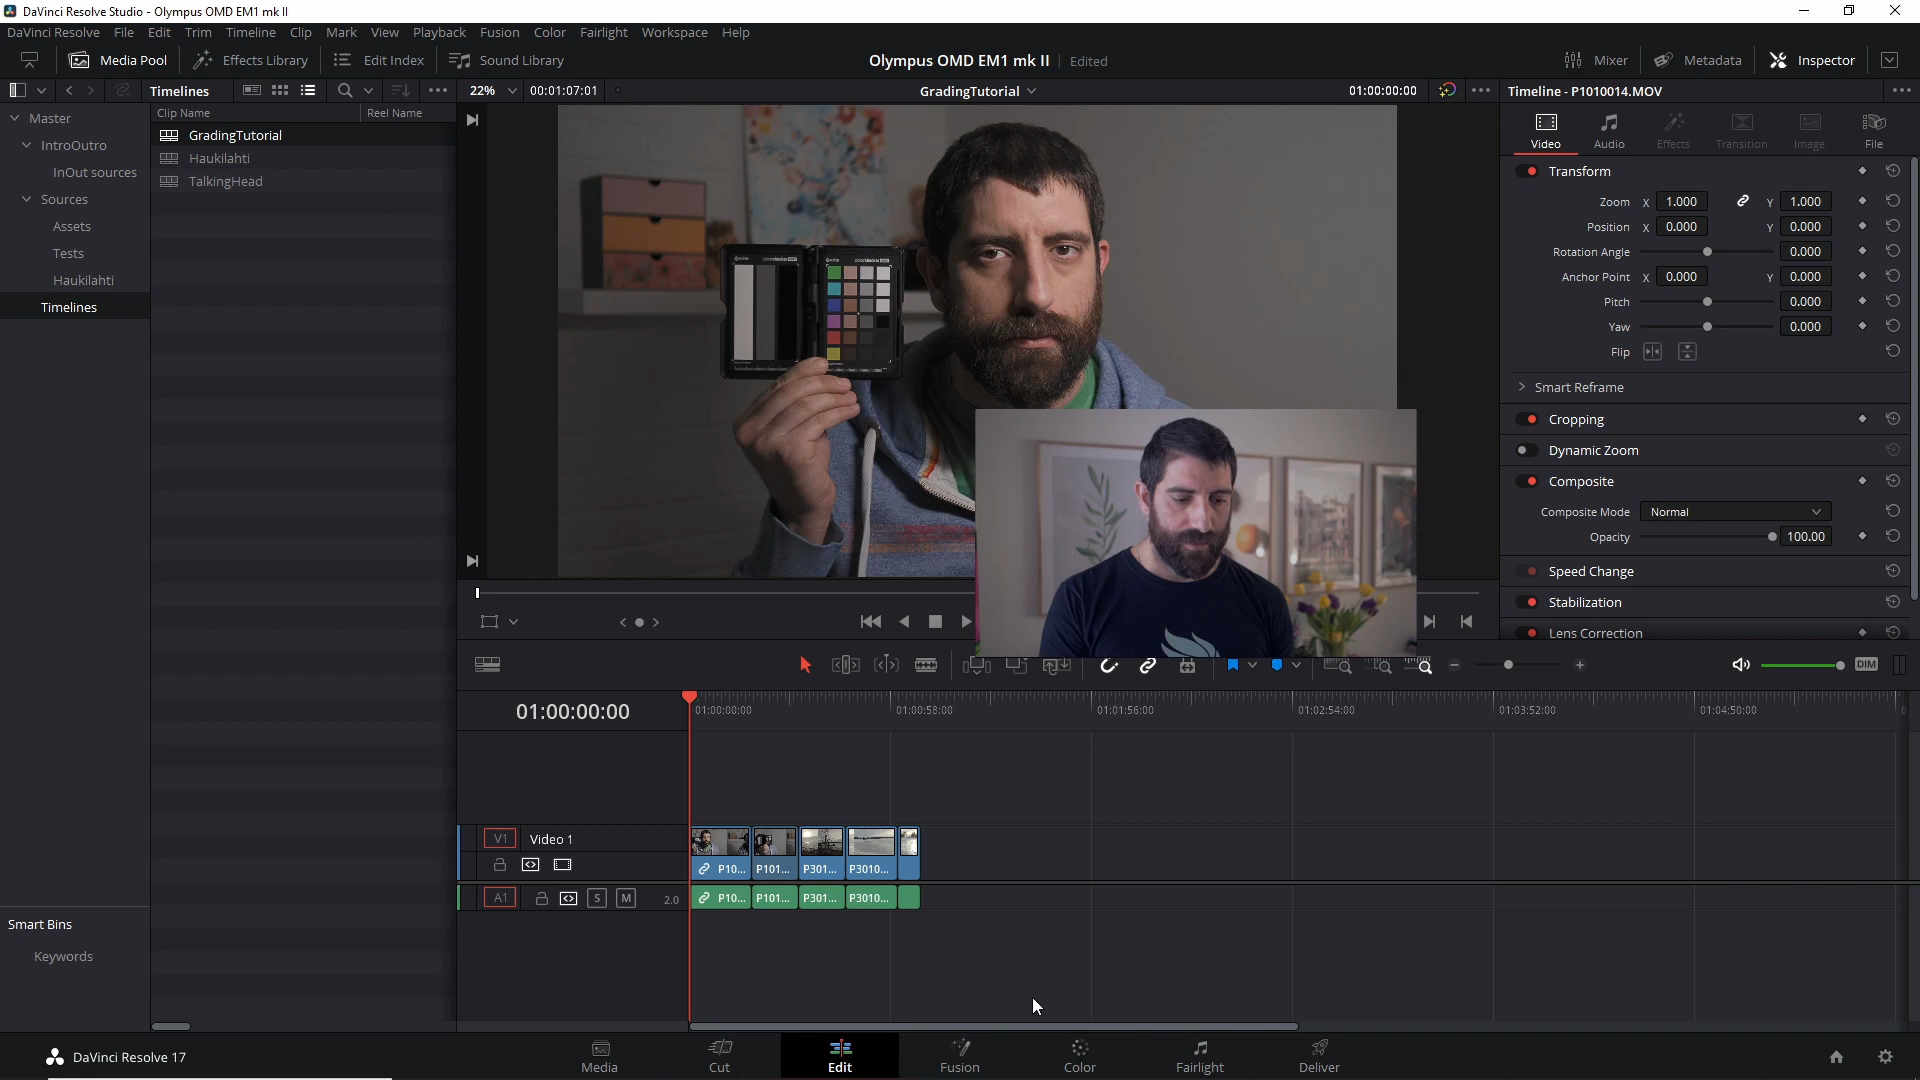 DaVinci Resolve Studio - Olympus OMD EM1 mk II
DaVinci Resolve File Edit Trim Timeline Clip Mark View Playback Fusion Color Fairlight Workspace Help
Media Pool Effects Library Edit Index Sound Library Olympus OMD EM1 mk II Edited Mixer Metadata Inspector
Timelines 22% 00:01:07:01 GradingTutorial 01:00:00:00 Timeline - P1010014.MOV
Clip Name Reel Name
Master
IntroOutro
InOut sources
Sources
Assets
Tests
Haukilahti
Timelines
GradingTutorial
Haukilahti
TalkingHead
Smart Bins
Keywords
Video Audio Effects Transition Image File
Transform
Zoom X 1.000 Y 1.000
Position X 0.000 Y 0.000
Rotation Angle 0.000
Anchor Point X 0.000 Y 0.000
Pitch 0.000
Yaw 0.000
Flip
Smart Reframe
Cropping
Dynamic Zoom
Composite
Composite Mode Normal
Opacity 100.00
Speed Change
Stabilization
Lens Correction
DIM
01:00:00:00 01:00:00:00 01:00:58:00 01:01:56:00 01:02:54:00 01:03:52:00 01:04:50:00
V1 Video 1
P10... P101... P301... P3010...
A1 S M 2.0 P10... P101... P301... P3010...
DaVinci Resolve 17 Media Cut Edit Fusion Color Fairlight Deliver